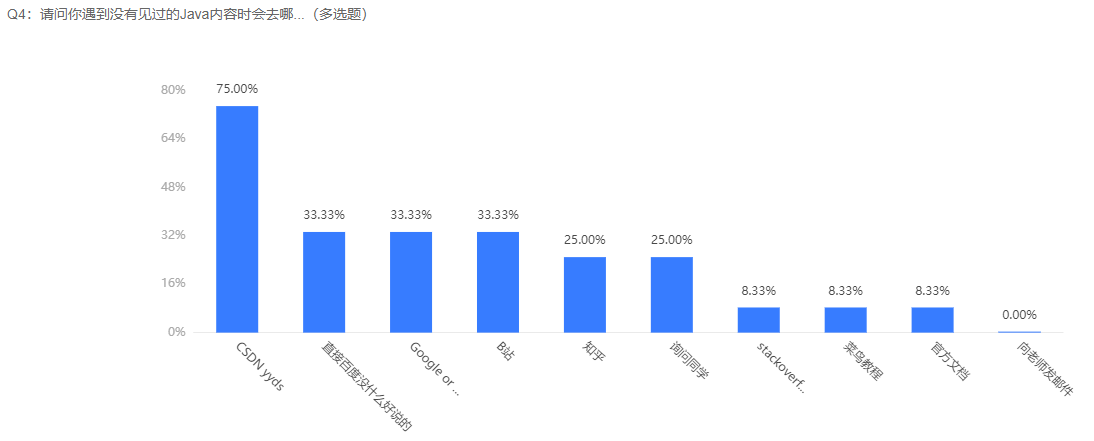 Q4：请问你遇到没有见过的Java内容时会去哪...（多选题）
80%
64%
48%
32%
16%
0%
75.00%
33.33%
33.33%
33.33%
25.00%
25.00%
8.33%
8.33%
8.33%
0.00%
CSDN yyds
直接百度没什么好说的
Google or ...
B站
知乎
询问同学
stackoverf...
菜鸟教程
官方文档
向老师发邮件